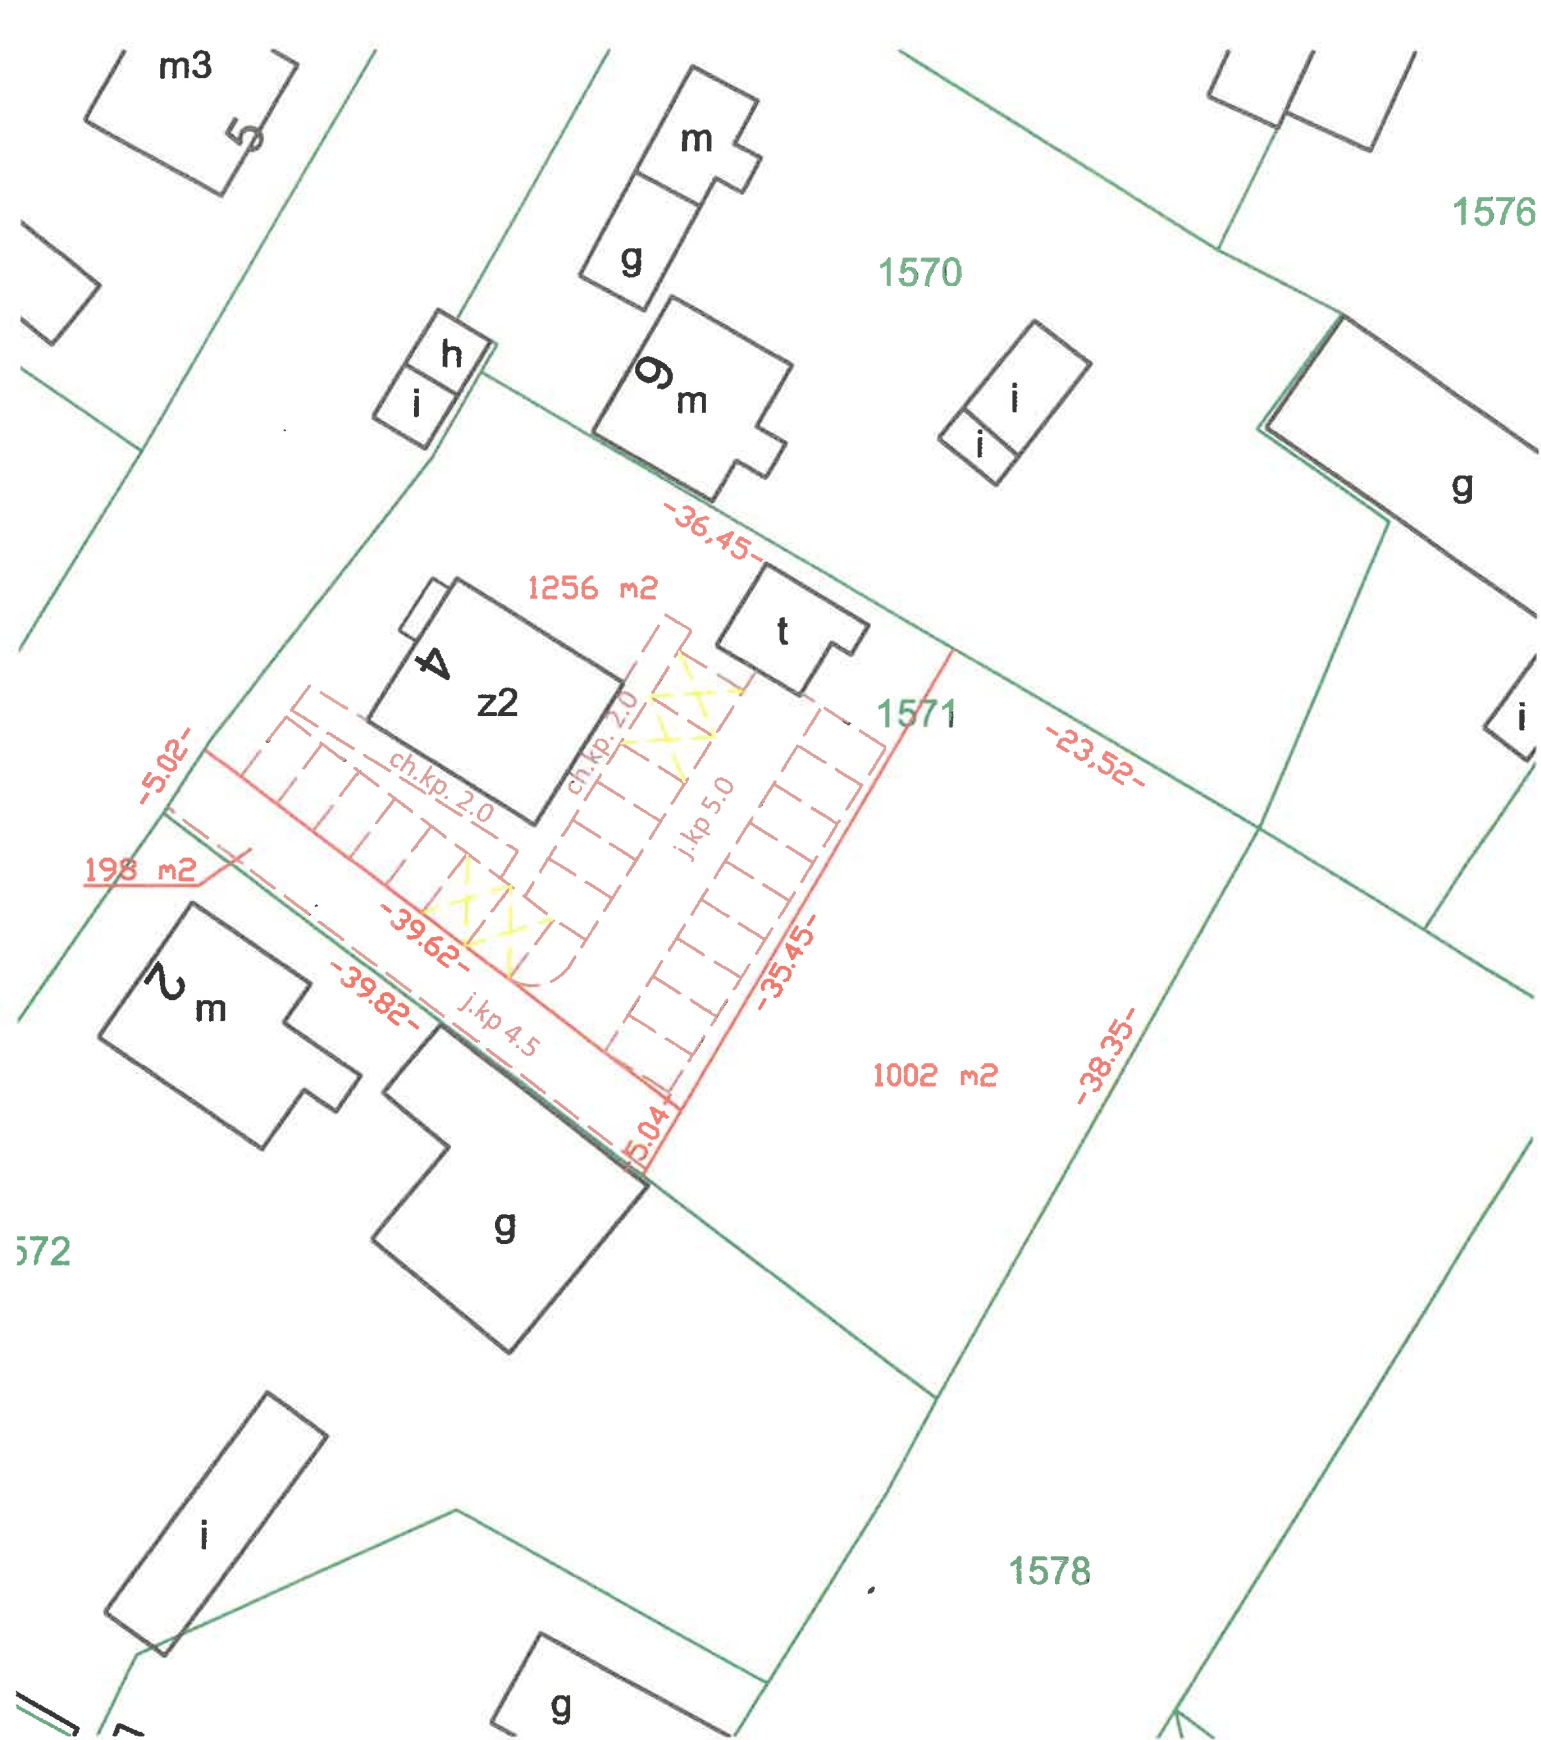 m3
5
m
1576
g
1570
h
i
6
m
i
i
g
-36,45-
1256 m2
t
4
z2
ch.kp. 2.0
1571
i
-5.02-
ch.kp. 2.0
-23,52-
j.kp 5.0
198 m2
-39.62-
-35.45-
2
m
-39.82-
j.kp 4.5
1002 m2
-38.35-
5.04
g
572
i
1578
g